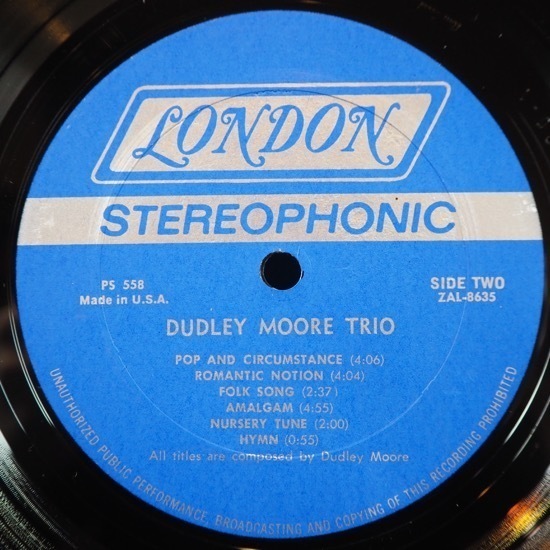 LONDON
STEREOPHONIC
PS 558
Made in U.S.A.
SIDE TWO
ZAL-8635
DUDLEY MOORE TRIO
POP AND CIRCUMSTANCE (4:06)
ROMANTIC NOTION (4:04)
FOLK SONG (2:37)
AMALGAM (4:55)
NURSERY TUNE (2:00)
HYMN (0:55)
All titles are composed by Dudley Moore
UNAUTHORIZED PUBLIC PERFORMANCE, BROADCASTING AND COPYING OF THIS RECORDING PROHIBITED